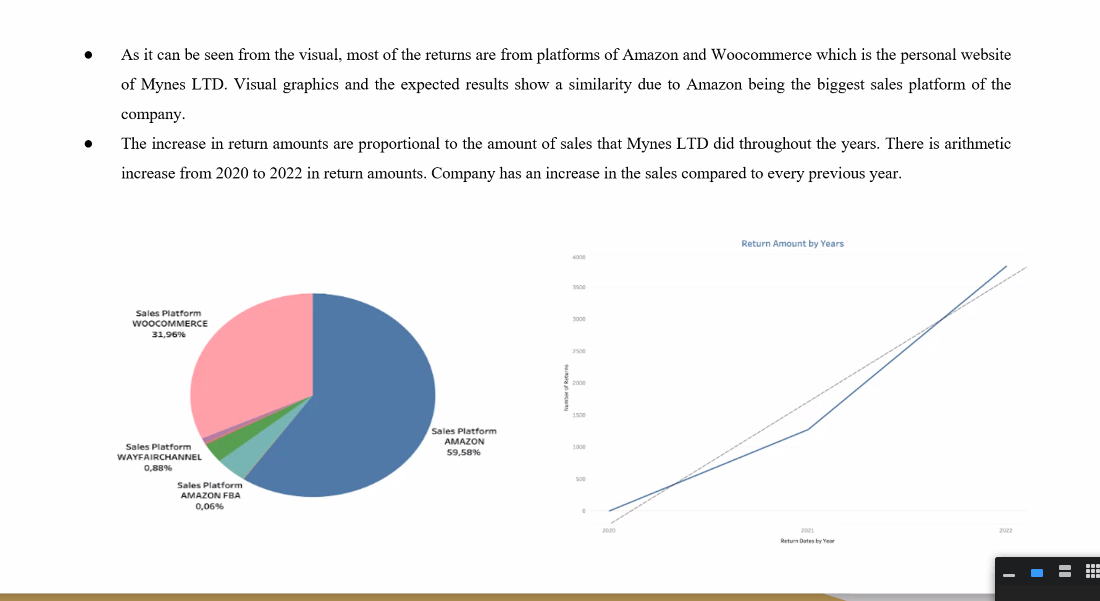 ● As it can be seen from the visual, most of the returns are from platforms of Amazon and Woocommerce which is the personal website
of Mynes LTD. Visual graphics and the expected results show a similarity due to Amazon being the biggest sales platform of the
company.
● The increase in return amounts are proportional to the amount of sales that Mynes LTD did throughout the years. There is arithmetic
increase from 2020 to 2022 in return amounts. Company has an increase in the sales compared to every previous year.
Sales Platform
WOOCOMMERCE
31,96%
Sales Platform
AMAZON
59,58%
Sales Platform
WAYFAIRCHANNEL
0,88%
Sales Platform
AMAZON FBA
0,06%
Return Amount by Years
Number of Returns
4000
3500
3000
2500
2000
1500
1000
500
0
2020
2021
2022
Return Dates by Year